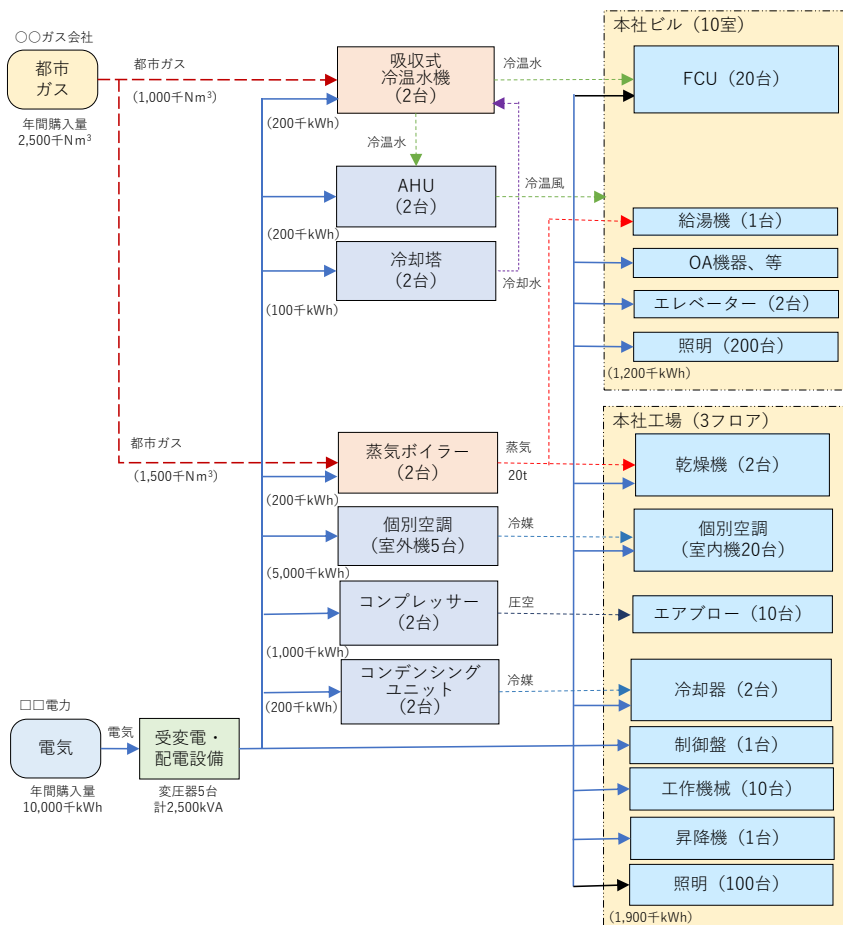 ○○ガス会社
都市
ガス
年間購入量
2,500千Nm³
都市ガス
(1,000千Nm³)
吸収式
冷温水機
(2台)
(200千kWh)
冷温水
冷温水
AHU
(2台)
(200千kWh)
冷温風
冷却塔
(2台)
(100千kWh)
冷却水
本社ビル（10室）
FCU（20台）
給湯機（1台）
OA機器、等
エレベーター（2台）
照明（200台）
(1,200千kWh)
都市ガス
(1,500千Nm³)
蒸気ボイラー
(2台)
(200千kWh)
蒸気
20t
個別空調
(室外機5台)
(5,000千kWh)
冷媒
コンプレッサー
(2台)
(1,000千kWh)
圧空
コンデンシング
ユニット
(2台)
(200千kWh)
冷媒
□□電力
電気
年間購入量
10,000千kWh
電気
受変電・
配電設備
変圧器5台
計2,500kVA
本社工場（3フロア）
乾燥機（2台）
個別空調
（室内機20台）
エアブロー（10台）
冷却器（2台）
制御盤（1台）
工作機械（10台）
昇降機（1台）
照明（100台）
(1,900千kWh)